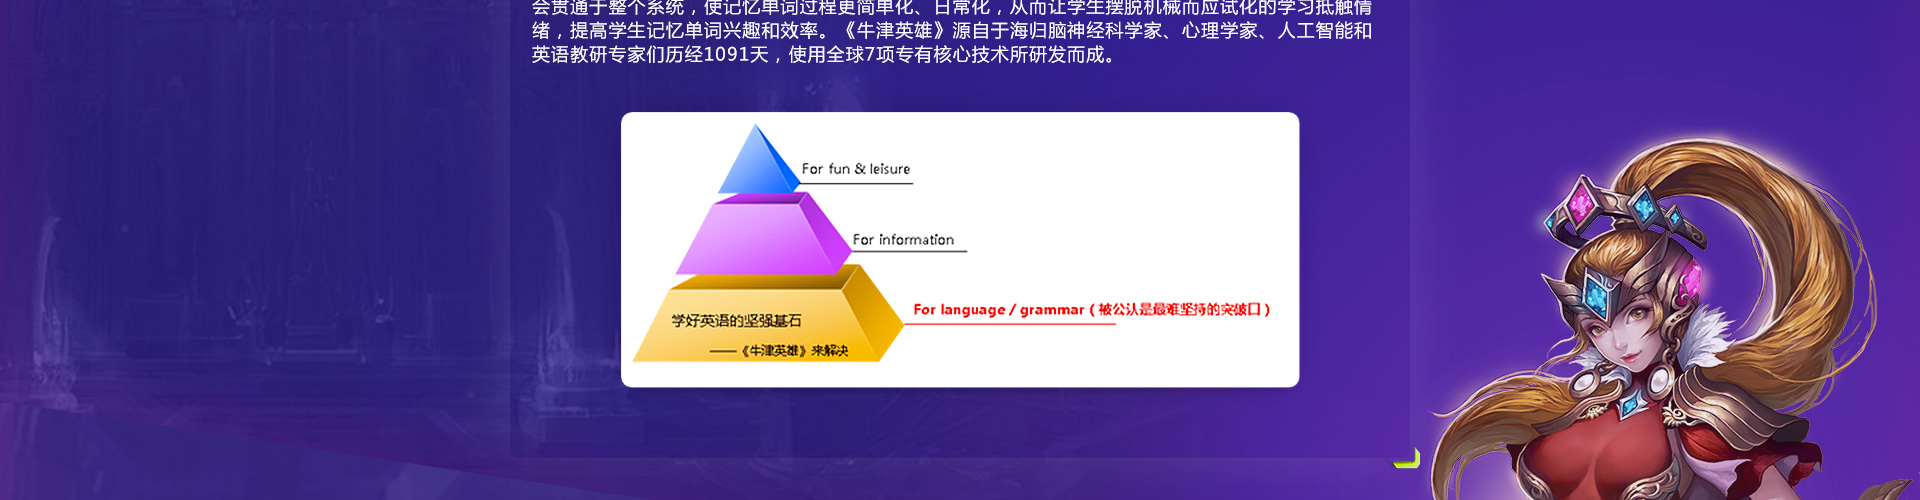 会贯通于整个系统，使记忆单词过程更简单化、日常化，从而让学生摆脱机械而应试化的学习抵触情
绪，提高学生记忆单词兴趣和效率。《牛津英雄》源自于海归脑神经科学家、心理学家、人工智能和
英语教研专家们历经1091天，使用全球7项专有核心技术所研发而成。
For fun & leisure
For information
For language / grammar（被公认是最难坚持的突破口）
学好英语的坚强基石
——《牛津英雄》来解决